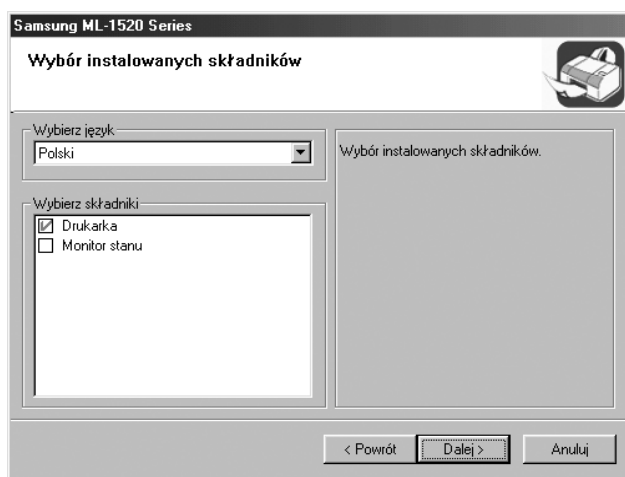 Samsung ML-1520 Series
Wybór instalowanych składników
Wybierz język
Polski
Wybór instalowanych składników.
Wybierz składniki
Drukarka
Monitor stanu
< Powrót
Dalej >
Anuluj